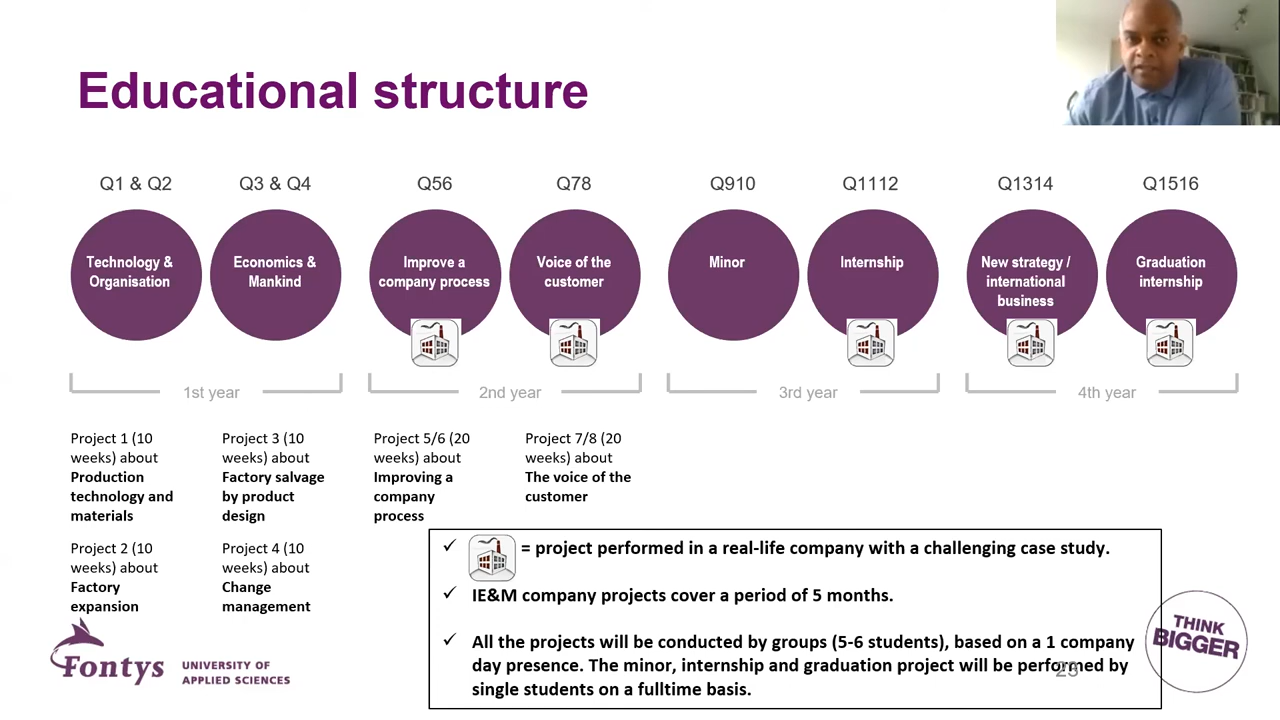 Educational structure
Q1 & Q2
Q3 & Q4
Q56
Q78
Q910
Q1112
Q1314
Q1516
Technology &
Organisation
Economics &
Mankind
Improve a
company process
Voice of the
customer
Minor
Internship
New strategy /
international
business
Graduation
internship
1st year
2nd year
3rd year
4th year
Project 1 (10
weeks) about
Production
technology and
materials
Project 2 (10
weeks) about
Factory
expansion
Project 3 (10
weeks) about
Factory salvage
by product
design
Project 4 (10
weeks) about
Change
management
Project 5/6 (20
weeks) about
Improving a
company
process
Project 7/8 (20
weeks) about
The voice of the
customer
✓ = project performed in a real-life company with a challenging case study.
✓ IE&M company projects cover a period of 5 months.
✓ All the projects will be conducted by groups (5-6 students), based on a 1 company
day presence. The minor, internship and graduation project will be performed by
single students on a fulltime basis.
23
Fontys
UNIVERSITY OF
APPLIED SCIENCES
THINK
BIGGER